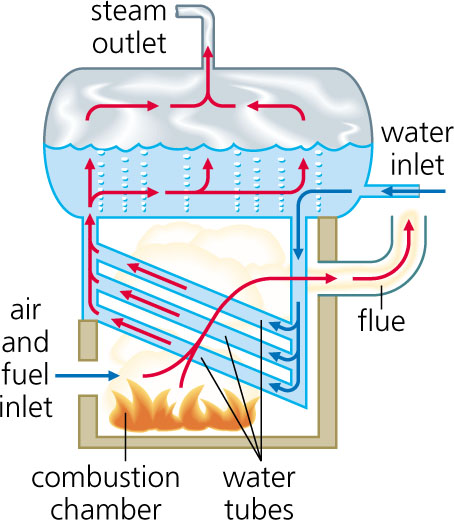 steam
outlet
water
inlet
flue
air
and
fuel
inlet
combustion
chamber
water
tubes